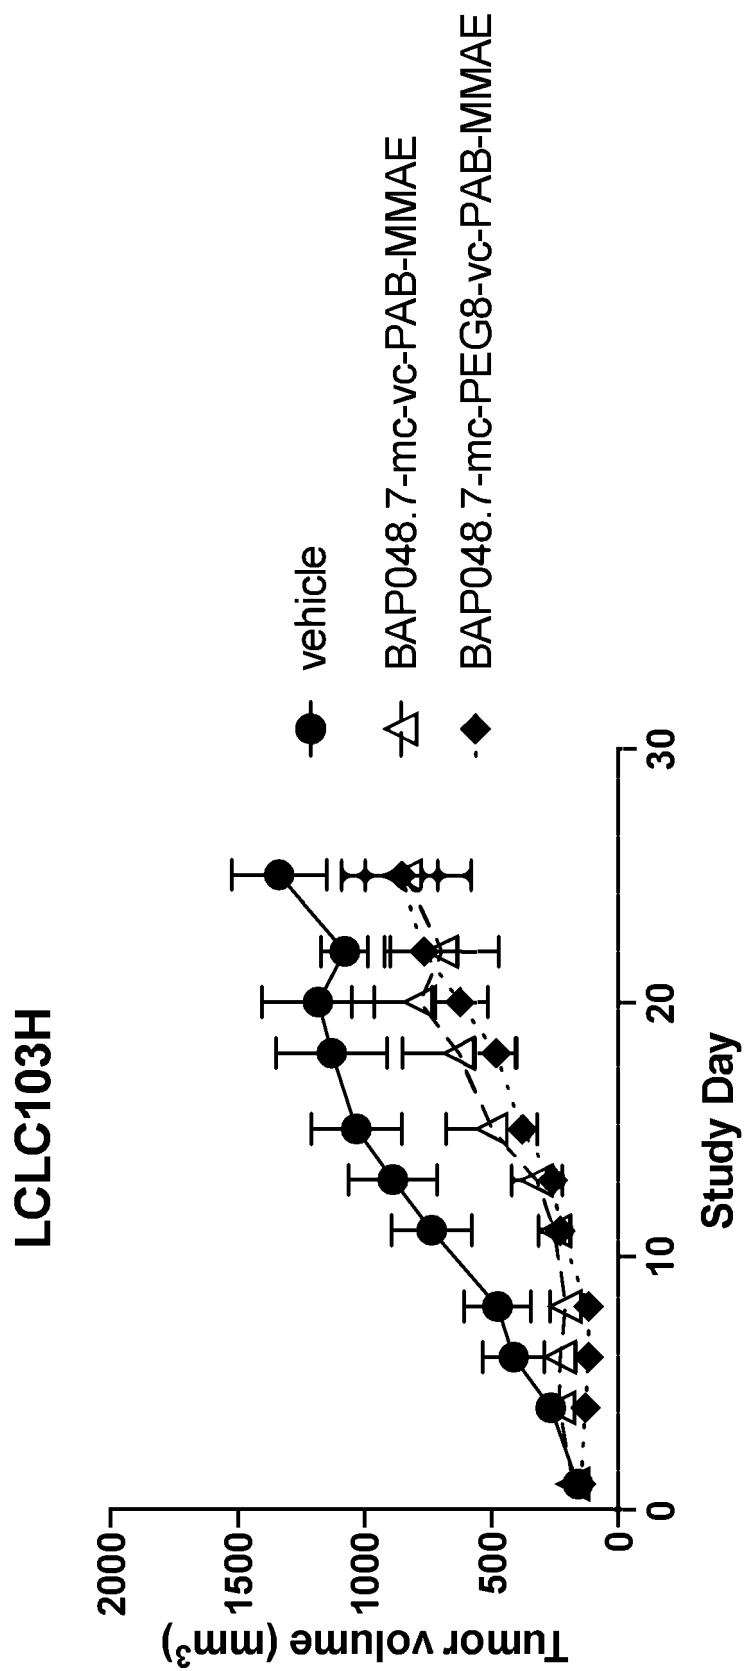 LCLC103H
Tumor volume (mm³)
2000
1500
1000
500
0
0
10
20
30
Study Day
vehicle
BAP048.7-mc-vc-PAB-MMAE
BAP048.7-mc-PEG8-vc-PAB-MMAE